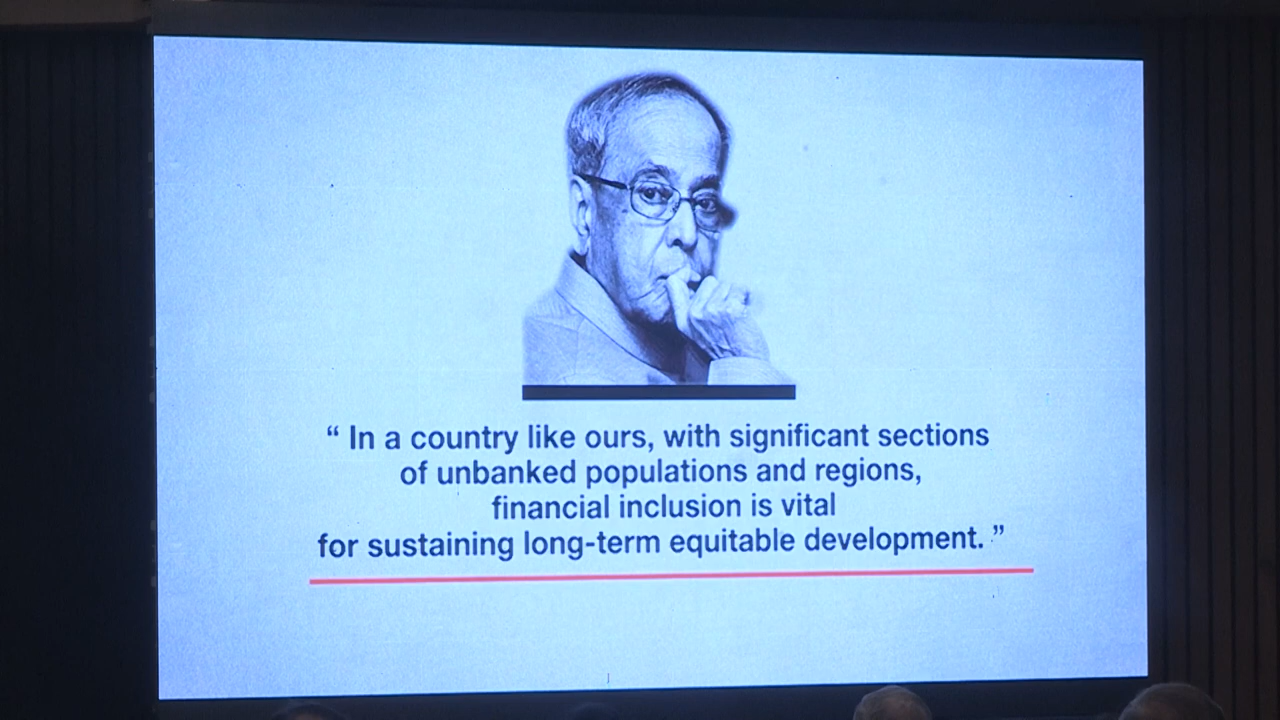 “ In a country like ours, with significant sections
of unbanked populations and regions,
financial inclusion is vital
for sustaining long-term equitable development. ”